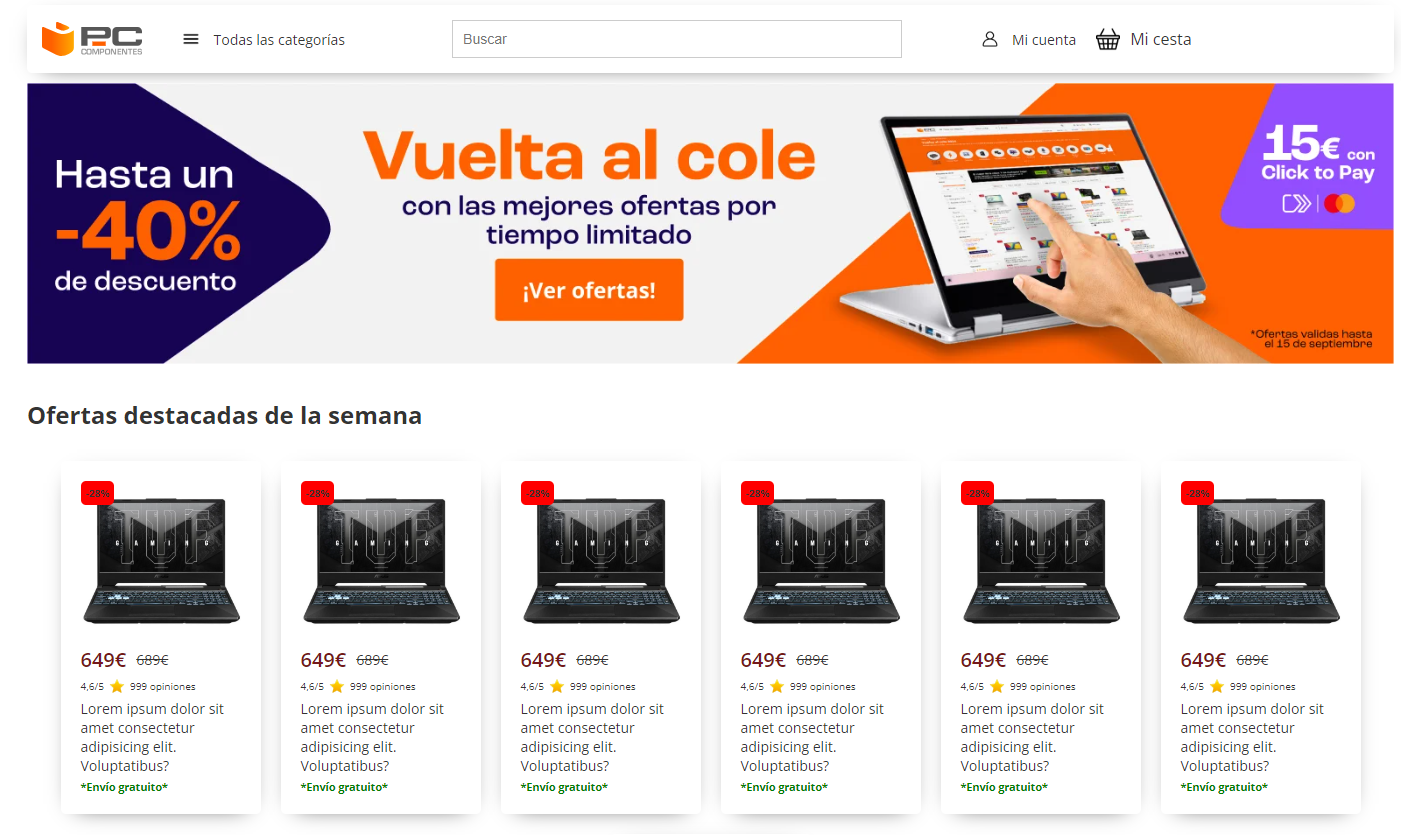 PC COMPONENTES
Todas las categorías
Buscar
Mi cuenta
Mi cesta
Hasta un
-40%
de descuento
Vuelta al cole
con las mejores ofertas por
tiempo limitado
¡Ver ofertas!
15€ con
Click to Pay
*Ofertas validas hasta
el 15 de septiembre
Ofertas destacadas de la semana
-28%
TUF
GAMING
649€ 689€
4,6/5 999 opiniones
Lorem ipsum dolor sit
amet consectetur
adipisicing elit.
Voluptatibus?
*Envío gratuito*
-28%
TUF
GAMING
649€ 689€
4,6/5 999 opiniones
Lorem ipsum dolor sit
amet consectetur
adipisicing elit.
Voluptatibus?
*Envío gratuito*
-28%
TUF
GAMING
649€ 689€
4,6/5 999 opiniones
Lorem ipsum dolor sit
amet consectetur
adipisicing elit.
Voluptatibus?
*Envío gratuito*
-28%
TUF
GAMING
649€ 689€
4,6/5 999 opiniones
Lorem ipsum dolor sit
amet consectetur
adipisicing elit.
Voluptatibus?
*Envío gratuito*
-28%
TUF
GAMING
649€ 689€
4,6/5 999 opiniones
Lorem ipsum dolor sit
amet consectetur
adipisicing elit.
Voluptatibus?
*Envío gratuito*
-28%
TUF
GAMING
649€ 689€
4,6/5 999 opiniones
Lorem ipsum dolor sit
amet consectetur
adipisicing elit.
Voluptatibus?
*Envío gratuito*